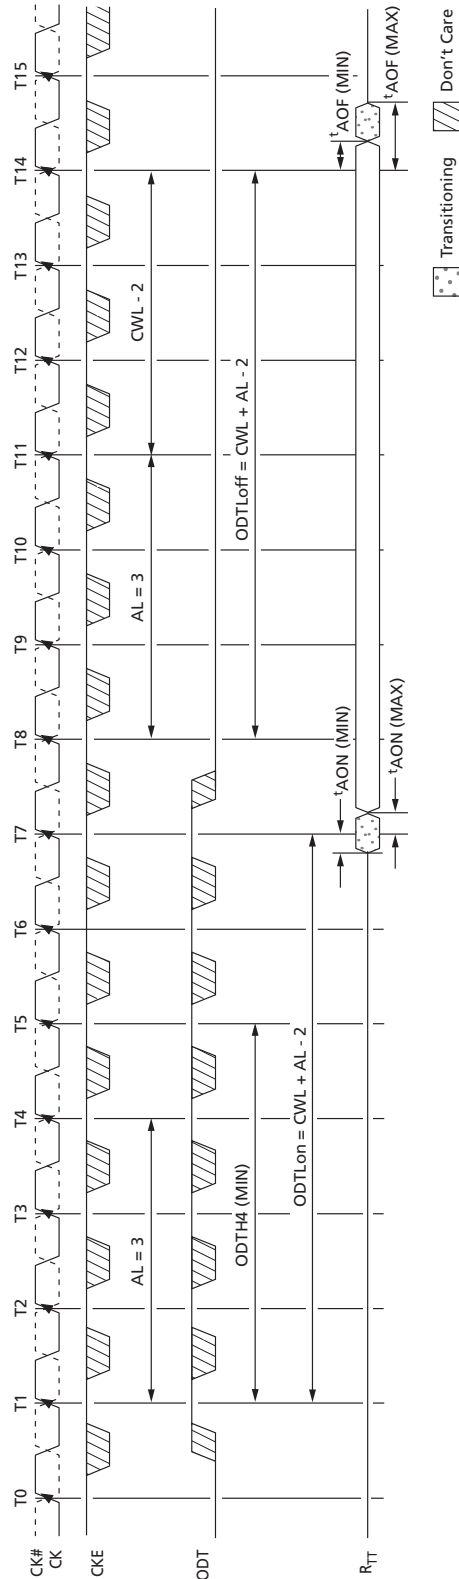 T0 T1 T2 T3 T4 T5 T6 T7 T8 T9 T10 T11 T12 T13 T14 T15
CK#
CK
CKE
AL = 3
AL = 3
CWL - 2
ODT
ODTH4 (MIN)
ODTLoff = CWL + AL - 2
ODTLon = CWL + AL - 2
tAON (MIN)
tAOF (MIN)
RTT
tAON (MAX)
tAOF (MAX)
Transitioning
Don't Care